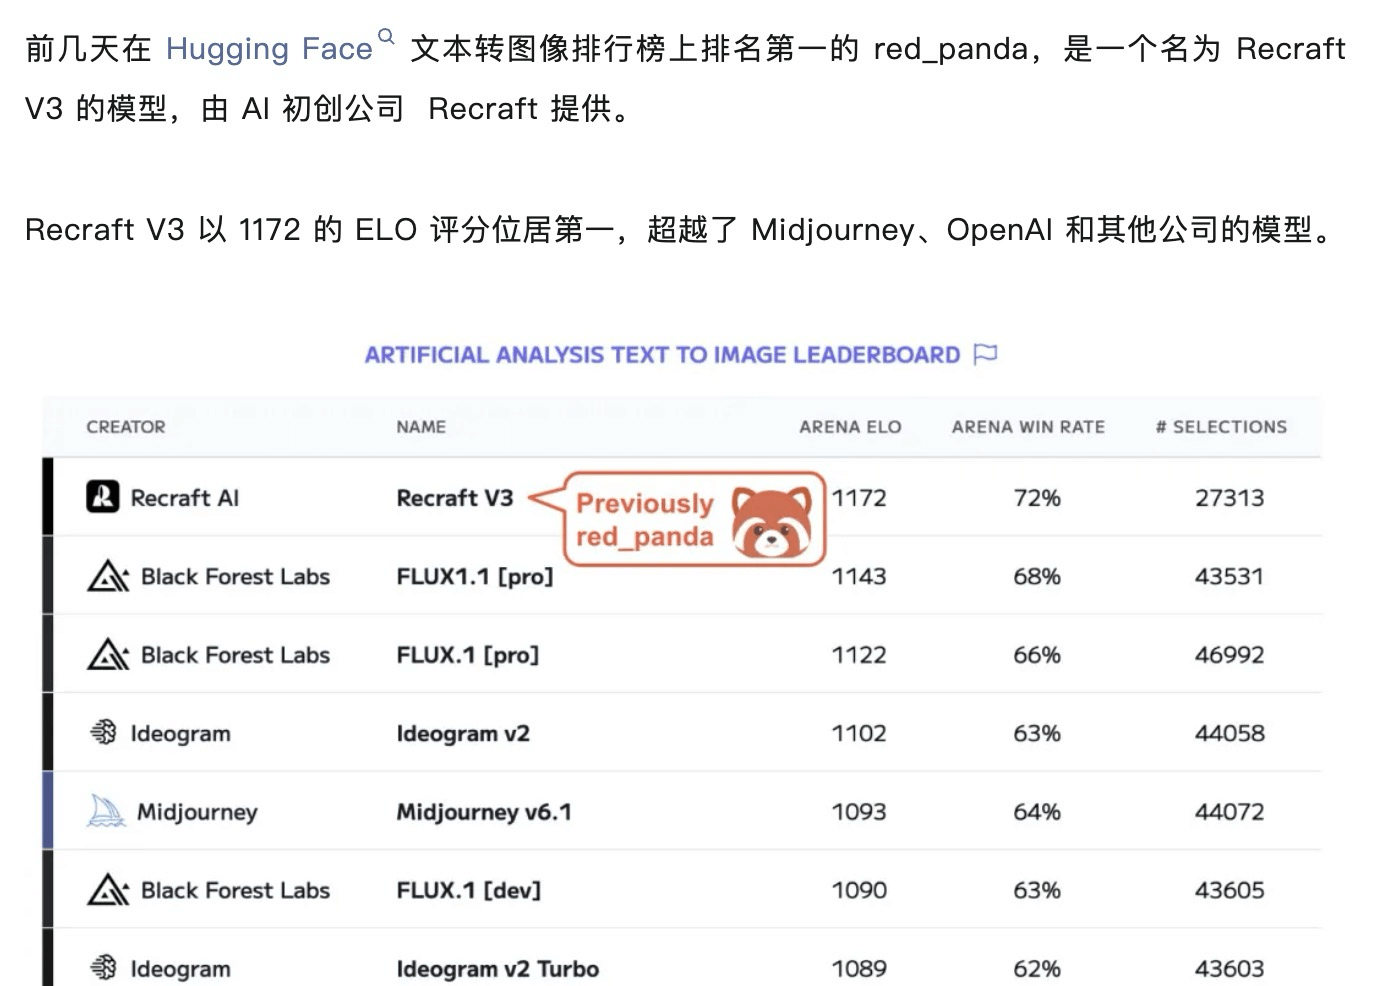 前几天在 Hugging Face 文本转图像排行榜上排名第一的 red_panda，是一个名为 Recraft
V3 的模型，由 AI 初创公司 Recraft 提供。
Recraft V3 以 1172 的 ELO 评分位居第一，超越了 Midjourney、OpenAI 和其他公司的模型。
ARTIFICIAL ANALYSIS TEXT TO IMAGE LEADERBOARD
CREATOR NAME ARENA ELO ARENA WIN RATE # SELECTIONS
Recraft AI Recraft V3 1172 72% 27313
Previously
red_panda
Black Forest Labs FLUX1.1 [pro] 1143 68% 43531
Black Forest Labs FLUX.1 [pro] 1122 66% 46992
Ideogram Ideogram v2 1102 63% 44058
Midjourney Midjourney v6.1 1093 64% 44072
Black Forest Labs FLUX.1 [dev] 1090 63% 43605
Ideogram Ideogram v2 Turbo 1089 62% 43603